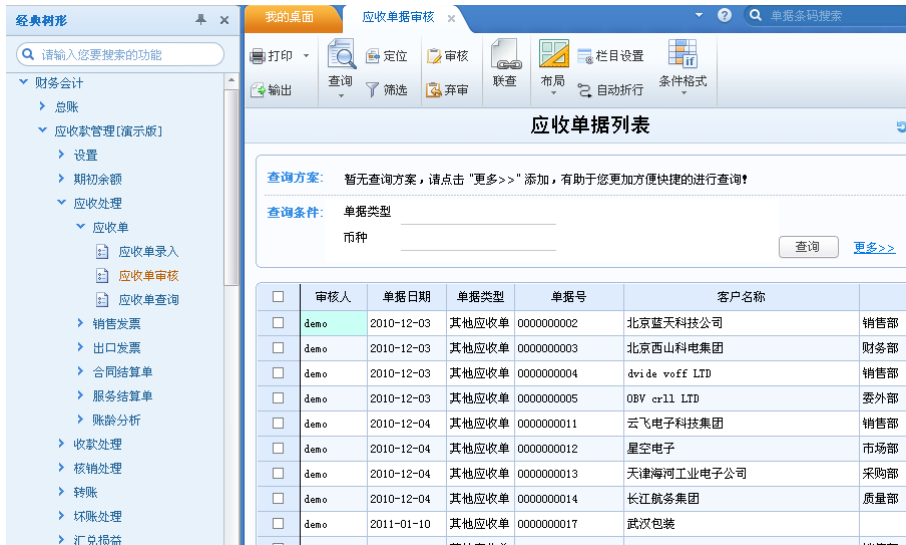 经典树形
我的桌面 应收单据审核 单据条码搜索
请输入您要搜索的功能
财务会计
总账
应收款管理[演示版]
设置
期初余额
应收处理
应收单
应收单录入
应收单审核
应收单查询
销售发票
出口发票
合同结算单
服务结算单
账龄分析
收款处理
核销处理
转账
坏账处理
汇兑损益
打印 查询 定位 审核 联查 布局 栏目设置 条件格式
输出 筛选 弃审 自动折行
应收单据列表
查询方案: 暂无查询方案，请点击 "更多>>" 添加，有助于您更加方便快捷的进行查询!
查询条件: 单据类型
币种
查询 更多>>
审核人 单据日期 单据类型 单据号 客户名称
demo 2010-12-03 其他应收单 0000000002 北京蓝天科技公司 销售部
demo 2010-12-03 其他应收单 0000000003 北京西山科电集团 财务部
demo 2010-12-03 其他应收单 0000000004 dvide voff LTD 销售部
demo 2010-12-03 其他应收单 0000000005 OBV crll LTD 委外部
demo 2010-12-04 其他应收单 0000000011 云飞电子科技集团 销售部
demo 2010-12-04 其他应收单 0000000012 星空电子 市场部
demo 2010-12-04 其他应收单 0000000013 天津海河工业电子公司 采购部
demo 2010-12-04 其他应收单 0000000014 长江航务集团 质量部
demo 2011-01-10 其他应收单 0000000017 武汉包装